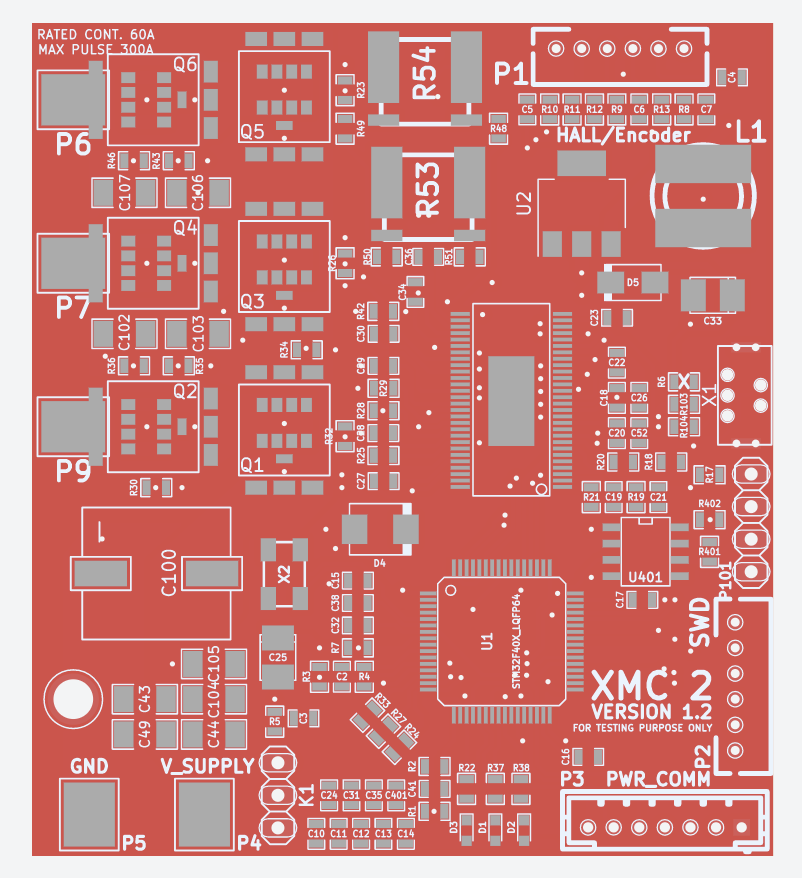 RATED CONT. 60A
MAX PULSE 300A
Q6
R54
P1
C4
Q5
R23
C5 R10 R11 R12 R9 C6 R13 R8 C7
P6
R49
R48
HALL/Encoder
L1
R46
R43
R53
C107
C106
U2
Q4
R50
C36
R51
R26
D5
P7
Q3
C34
R42
C33
C23
C102
C103
C30
R34
C22
R36
R35
C29
R6
X
X1
Q2
R29
C18
C26
R103
R28
R32
C28
C20
C52
R104
P9
Q1
R25
R20
R18
C27
R17
R30
R21 C19 R19 C21
R402
C100
D4
R401
X2
U401
C15
P101
C38
C17
C32
U1
STM32F40X_LQFP64
SWD
R7
C25
C105
R3
C2
R4
XMC 2
C43
C104
VERSION 1.2
R5
C3
R33
R27
R24
FOR TESTING PURPOSE ONLY
C49
C44
C16
P2
GND
V_SUPPLY
R2
R22
R37
R38
P3
PWR_COMM
K1
C24 C31 C35 C401
C41
R1
P5
P4
C10 C11 C12 C13 C14
D3
D1
D2